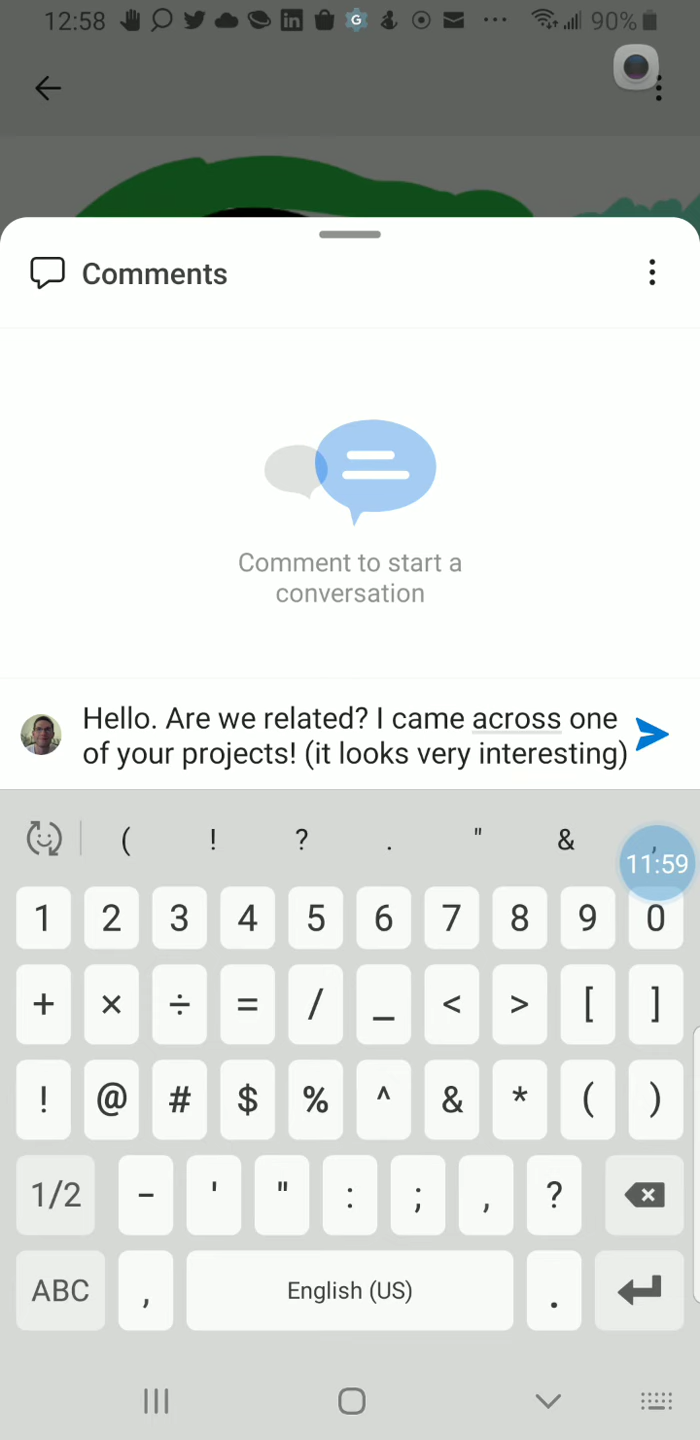 12:58 90%
Comments
Comment to start a
conversation
Hello. Are we related? I came across one
of your projects! (it looks very interesting)
( ! ? . " & ,
11:59
1 2 3 4 5 6 7 8 9 0
+ × ÷ = / _ < > [ ]
! @ # $ % ^ & * ( )
1/2 - ' " : ; , ?
ABC , English (US) .